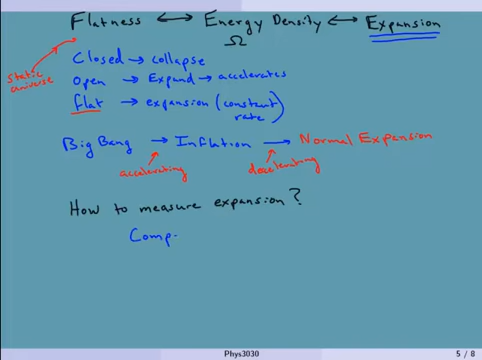 Flatness ⟷ Energy Density ⟷ Expansion
Ω
Closed → collapse
static universe
Open → Expand → accelerates
flat → expansion (constant rate)
Big Bang → Inflation → Normal Expansion
accelerating
decelerating
How to measure expansion?
Comp
Phys3030
5 / 8